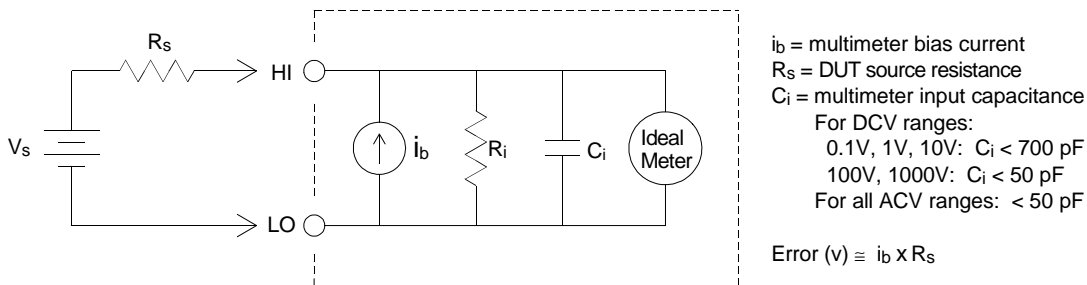 Rs
HI
Vs
ib
Ri
Ci
Ideal
Meter
LO
ib = multimeter bias current
Rs = DUT source resistance
Ci = multimeter input capacitance
For DCV ranges:
0.1V, 1V, 10V: Ci < 700 pF
100V, 1000V: Ci < 50 pF
For all ACV ranges: < 50 pF
Error (v) ≅ ib x Rs